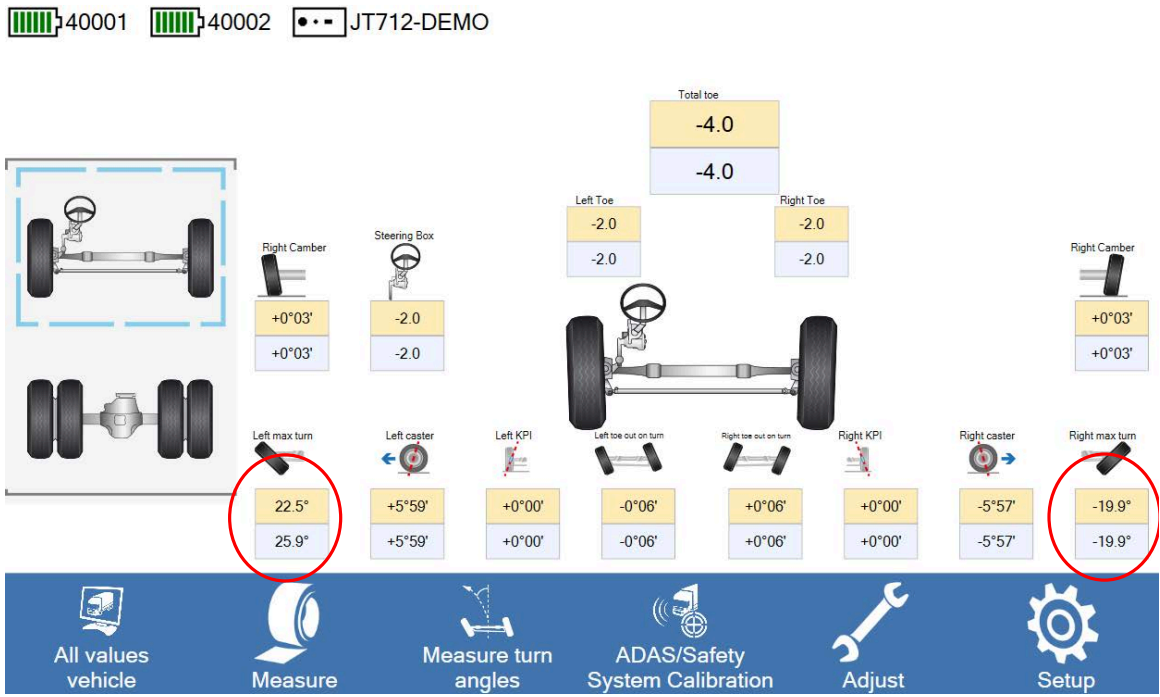 40001 40002 JT712-DEMO
Total toe
-4.0
-4.0
Left Toe Right Toe
-2.0 -2.0
-2.0 -2.0
Right Camber Steering Box Right Camber
+0°03' -2.0 +0°03'
+0°03' -2.0 +0°03'
Left max turn Left caster Left KPI Left toe out on turn Right toe out on turn Right KPI Right caster Right max turn
22.5° +5°59' +0°00' -0°06' +0°06' +0°00' -5°57' -19.9°
25.9° +5°59' +0°00' -0°06' +0°06' +0°00' -5°57' -19.9°
All values Measure turn ADAS/Safety
vehicle Measure angles System Calibration Adjust Setup